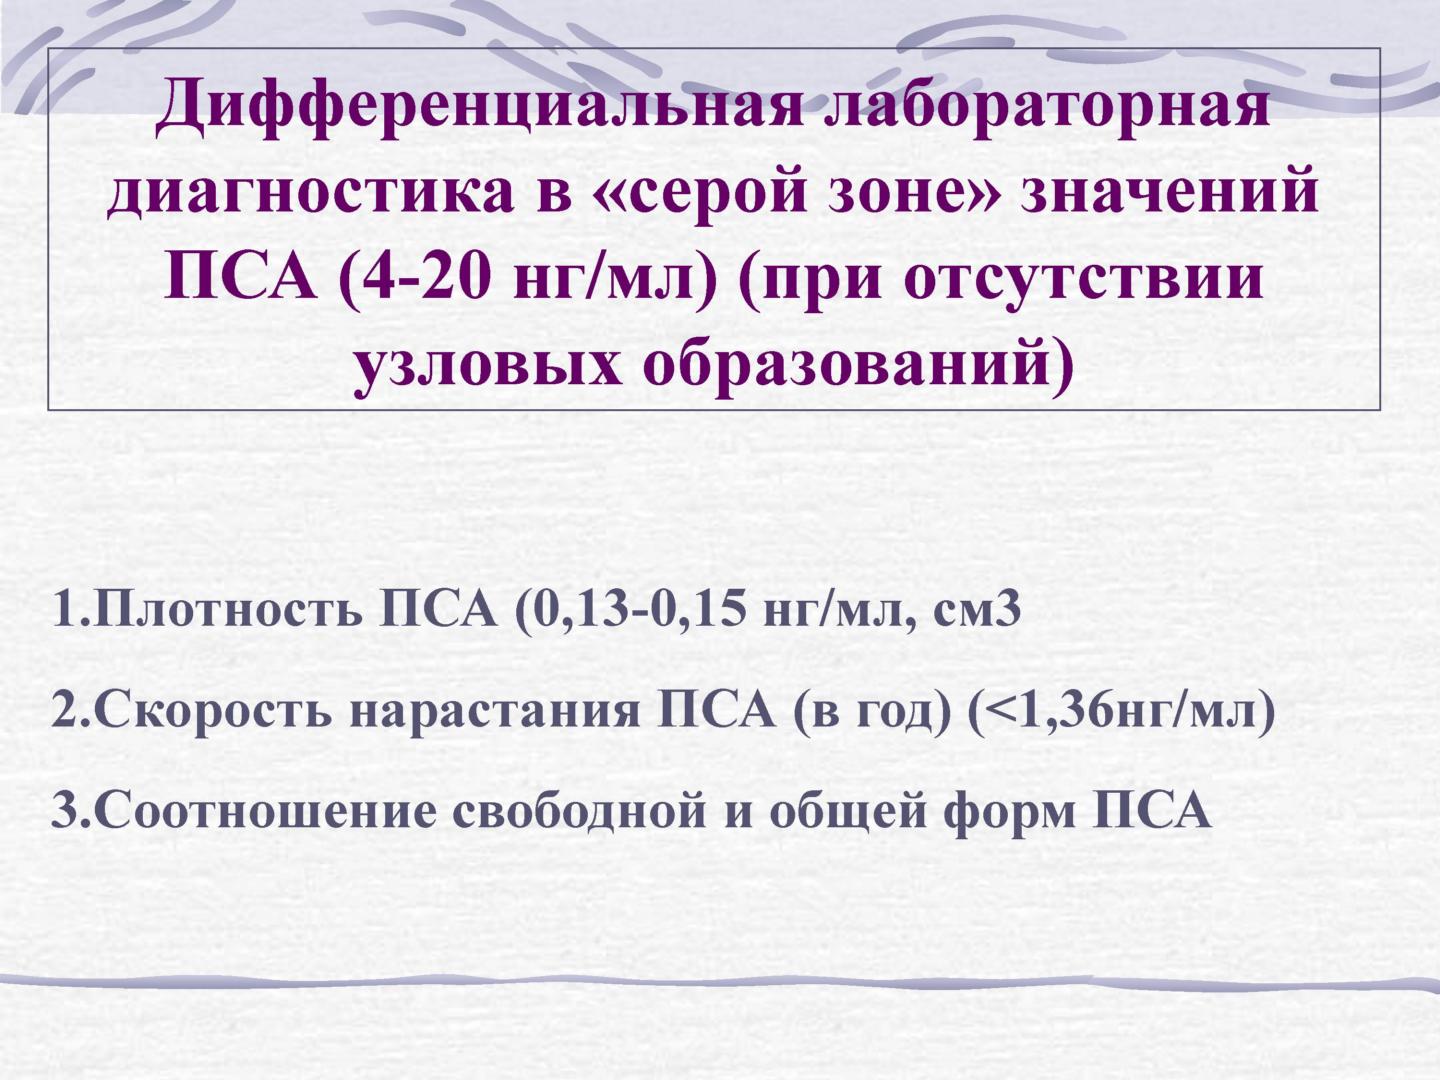 Дифференциальная лабораторная
диагностика в «серой зоне» значений
ПСА (4-20 нг/мл) (при отсутствии
узловых образований)
1.Плотность ПСА (0,13-0,15 нг/мл, см3
2.Скорость нарастания ПСА (в год) (<1,36нг/мл)
3.Соотношение свободной и общей форм ПСА